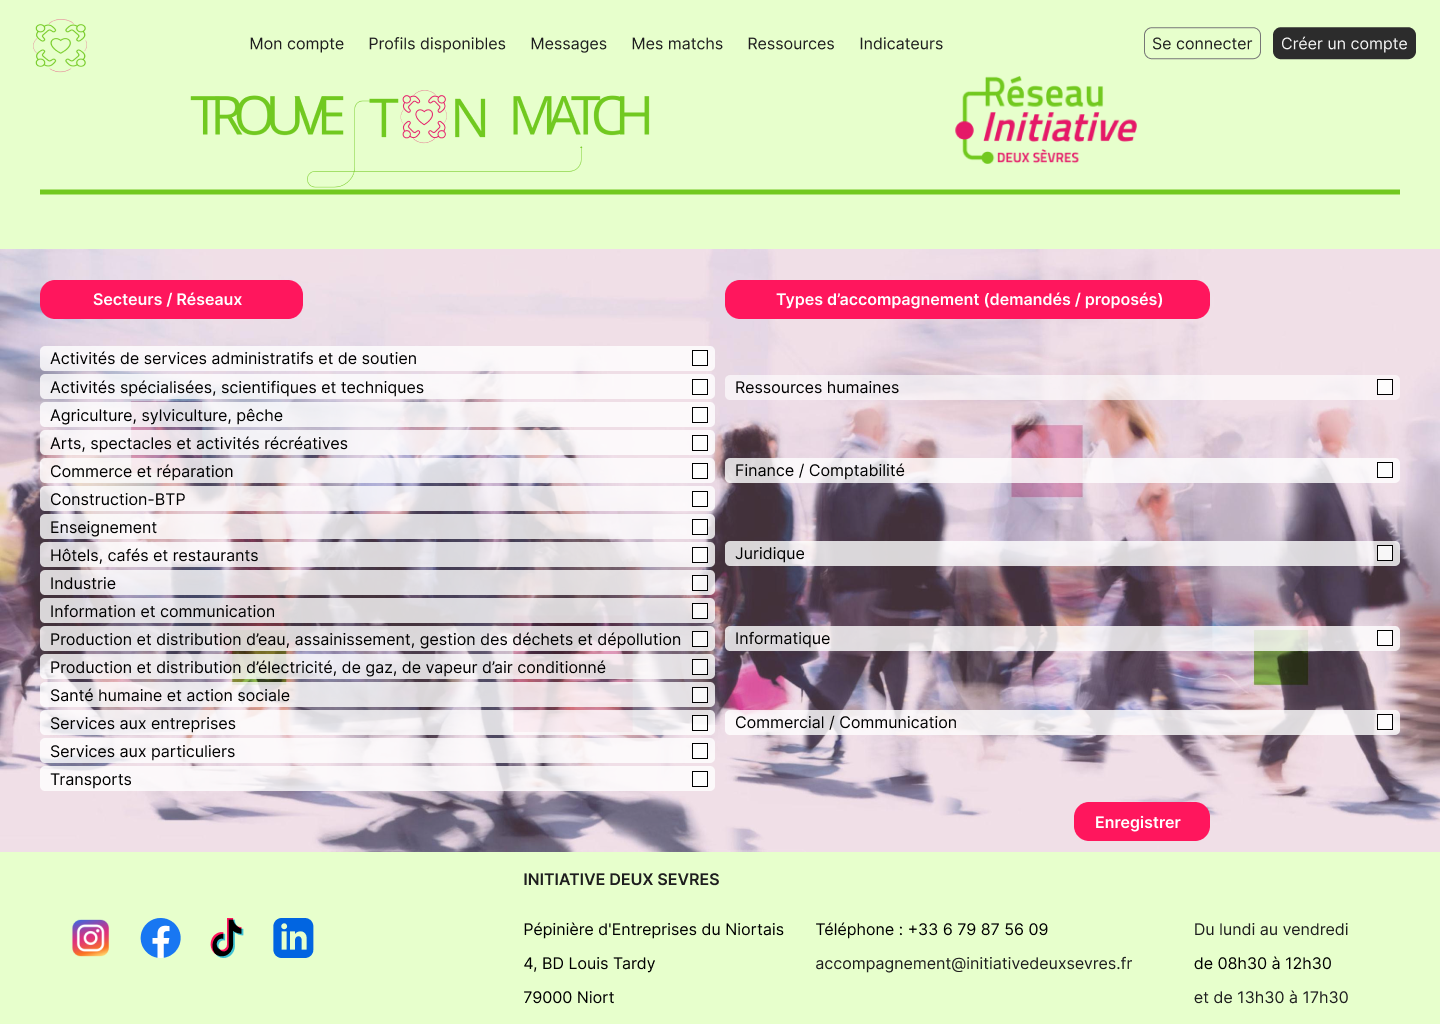 Mon compte
Profils disponibles
Messages
Mes matchs
Ressources
Indicateurs
Se connecter
Créer un compte
TROUVE TON MATCH
Réseau
Initiative
DEUX SÈVRES
Secteurs / Réseaux
Activités de services administratifs et de soutien
Activités spécialisées, scientifiques et techniques
Agriculture, sylviculture, pêche
Arts, spectacles et activités récréatives
Commerce et réparation
Construction-BTP
Enseignement
Hôtels, cafés et restaurants
Industrie
Information et communication
Production et distribution d’eau, assainissement, gestion des déchets et dépollution
Production et distribution d’électricité, de gaz, de vapeur d’air conditionné
Santé humaine et action sociale
Services aux entreprises
Services aux particuliers
Transports
Types d’accompagnement (demandés / proposés)
Ressources humaines
Finance / Comptabilité
Juridique
Informatique
Commercial / Communication
Enregistrer
INITIATIVE DEUX SEVRES
Pépinière d'Entreprises du Niortais
4, BD Louis Tardy
79000 Niort
Téléphone : +33 6 79 87 56 09
accompagnement@initiativedeuxsevres.fr
Du lundi au vendredi
de 08h30 à 12h30
et de 13h30 à 17h30